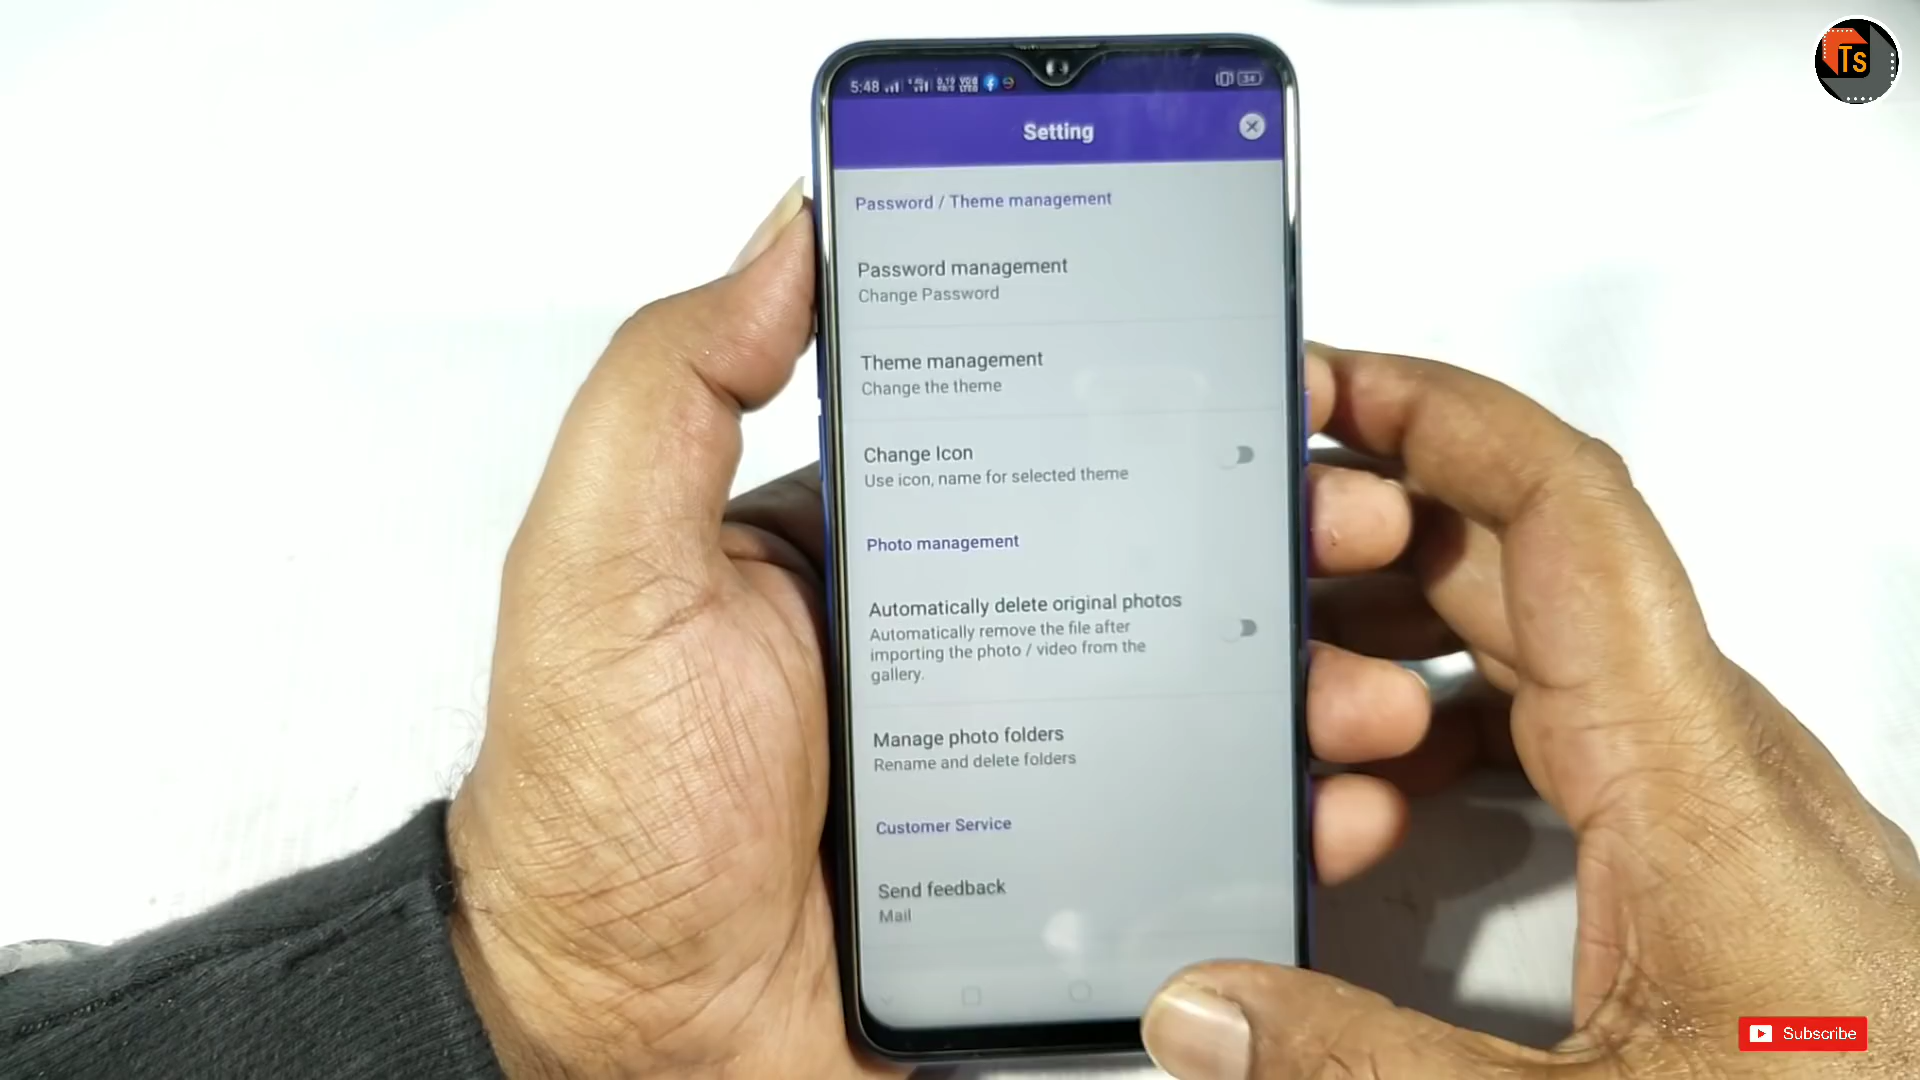 Ts
5:48
34
Setting
Password / Theme management
Password management
Change Password
Theme management
Change the theme
Change Icon
Use icon, name for selected theme
Photo management
Automatically delete original photos
Automatically remove the file after
importing the photo / video from the
gallery.
Manage photo folders
Rename and delete folders
Customer Service
Send feedback
Mail
Subscribe